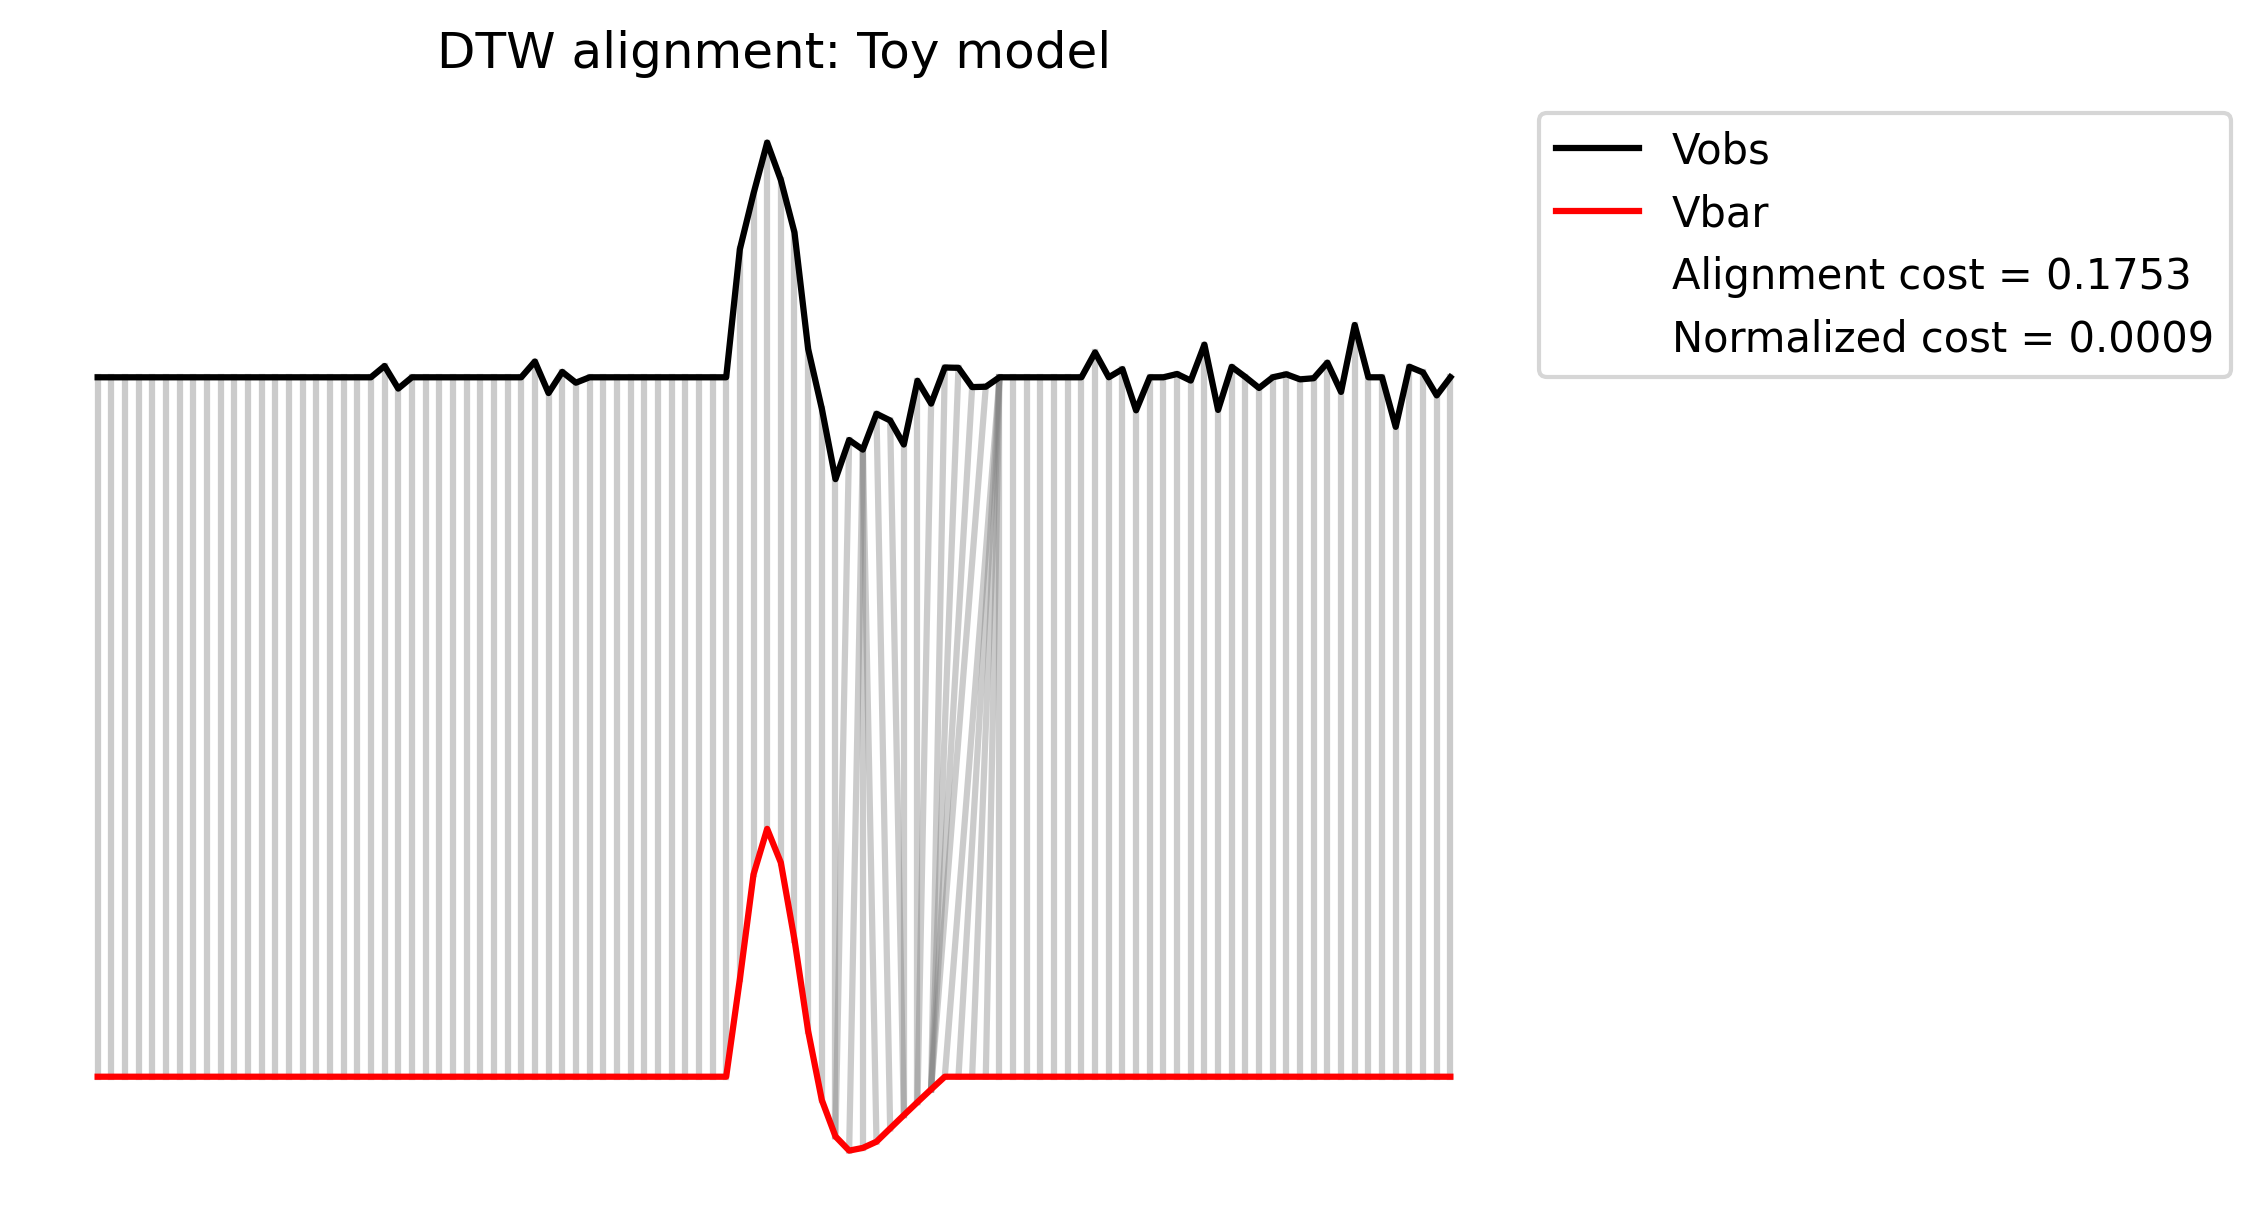 DTW alignment: Toy model
Vobs
Vbar
Alignment cost = 0.1753
Normalized cost = 0.0009